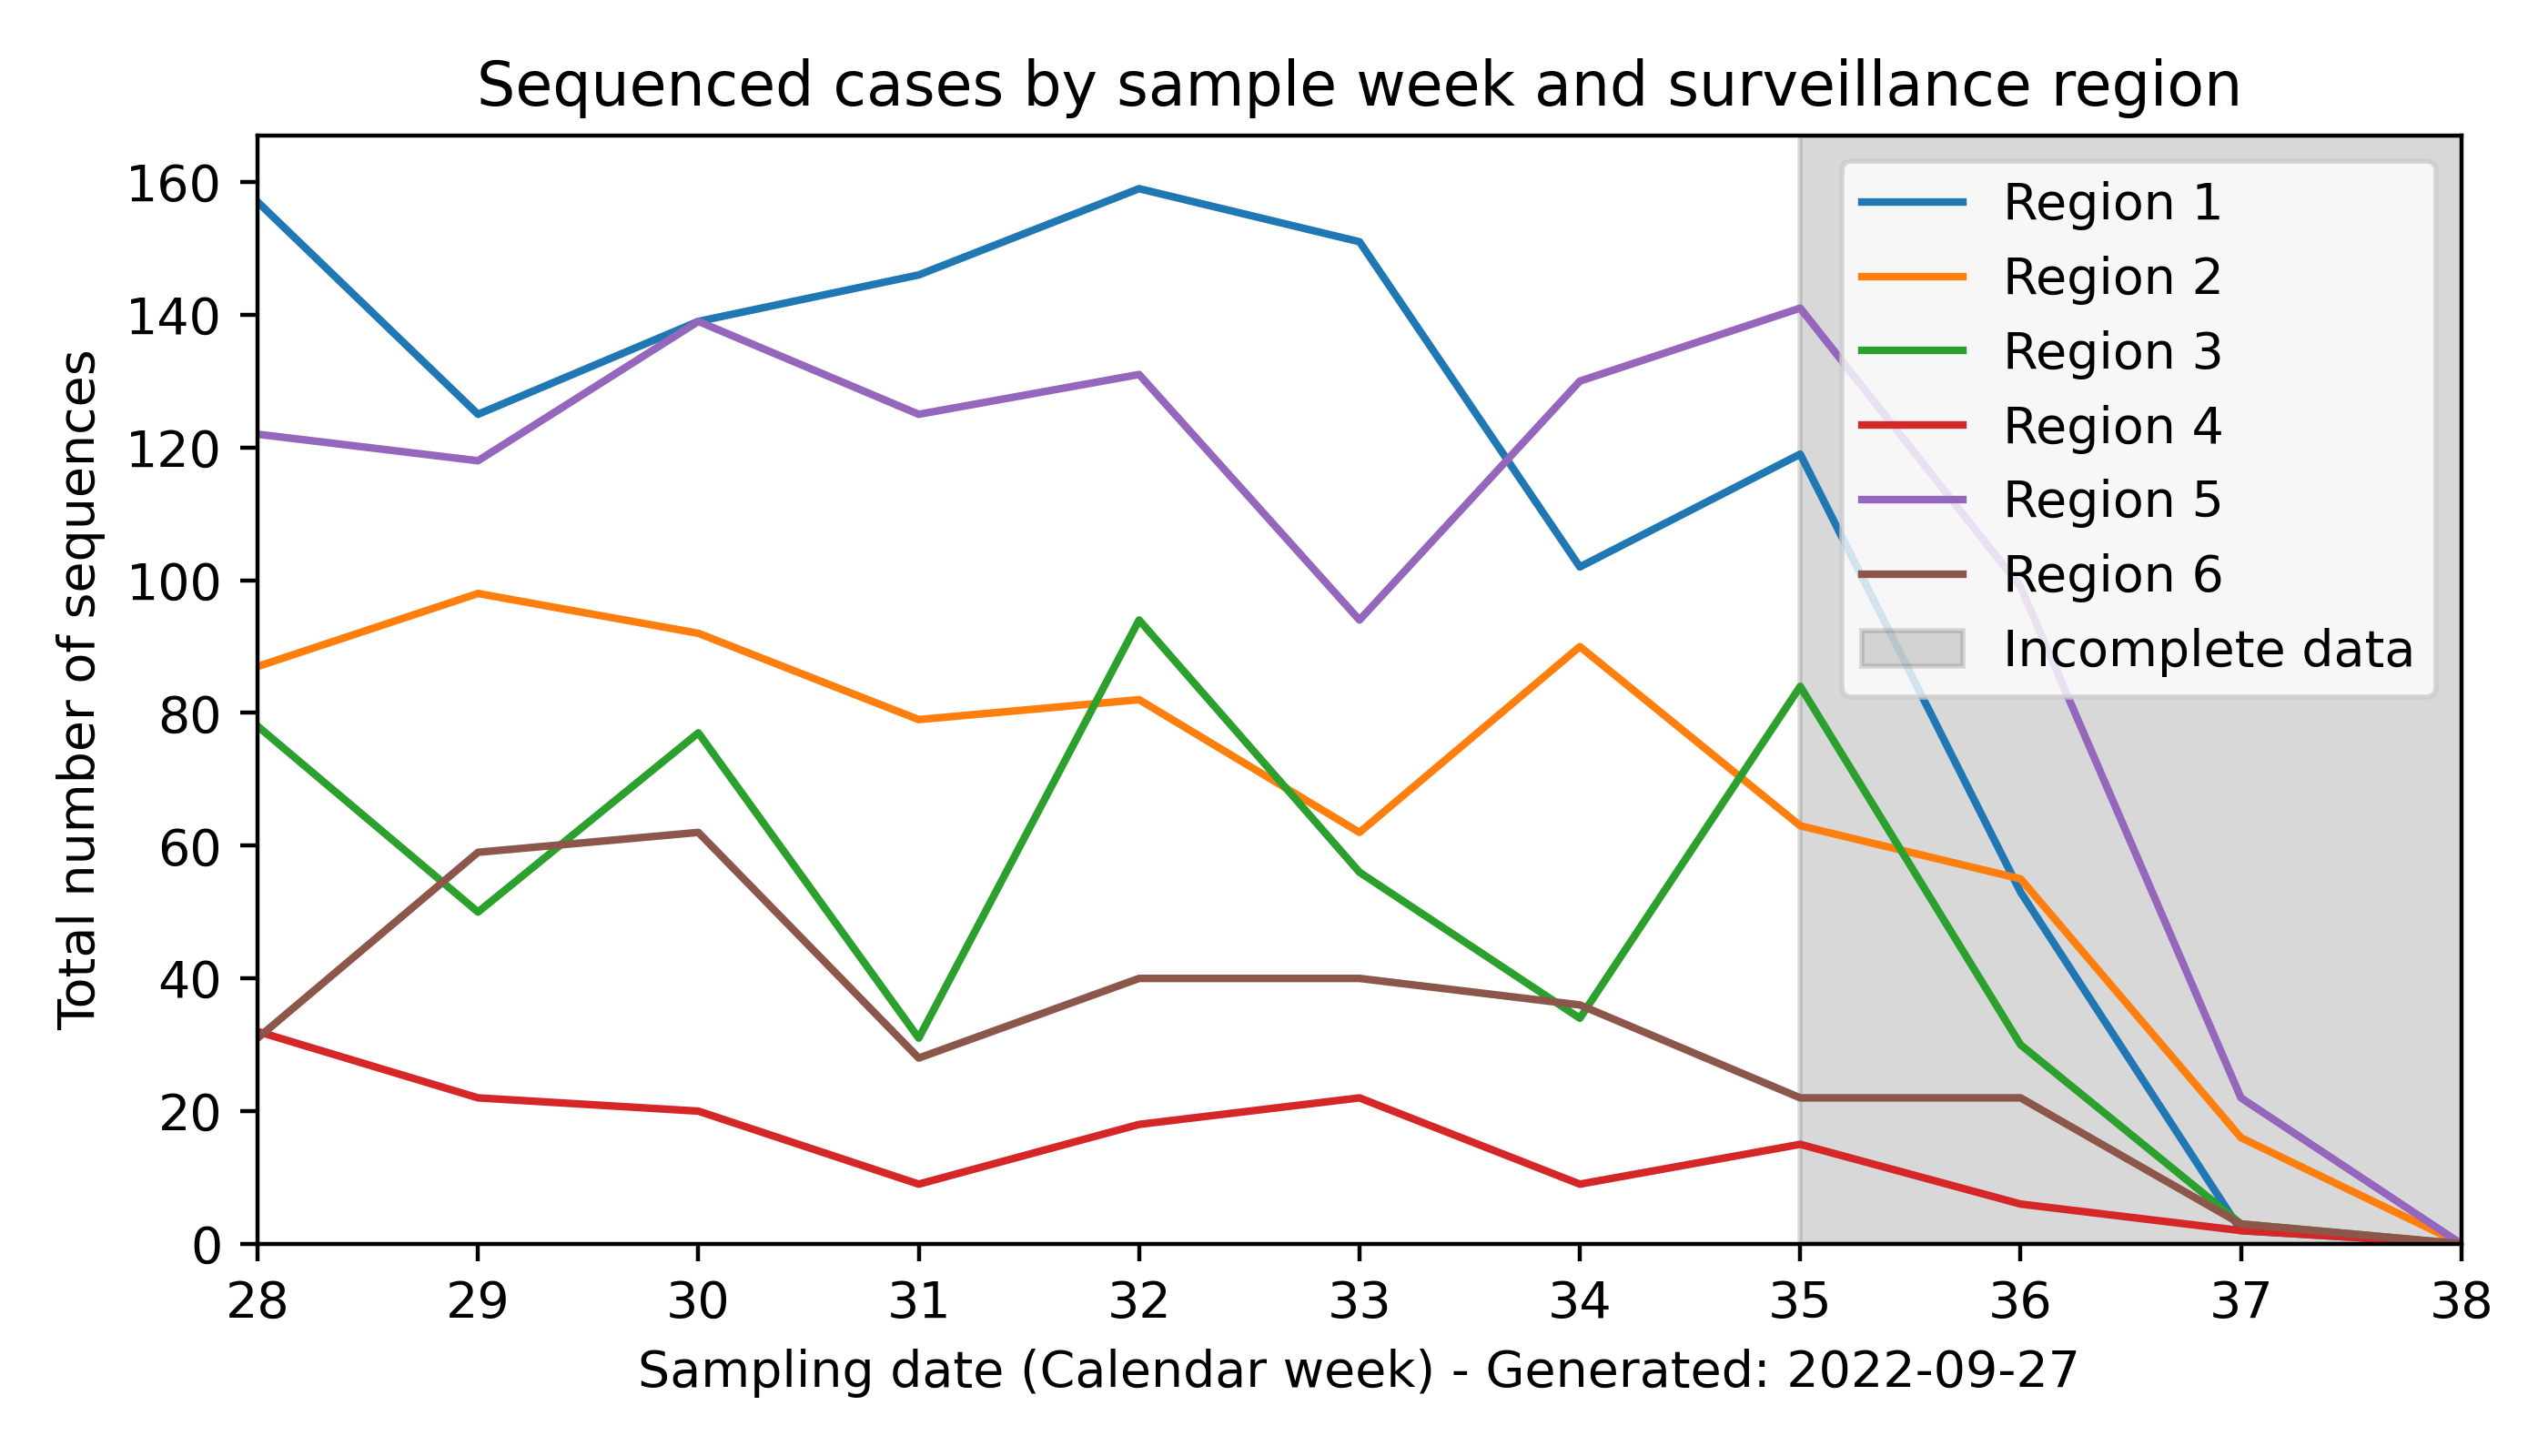 Sequenced cases by sample week and surveillance region
160
140
120
100
80
60
40
20
0
Total number of sequences
Region 1
Region 2
Region 3
Region 4
Region 5
Region 6
Incomplete data
28 29 30 31 32 33 34 35 36 37 38
Sampling date (Calendar week) - Generated: 2022-09-27